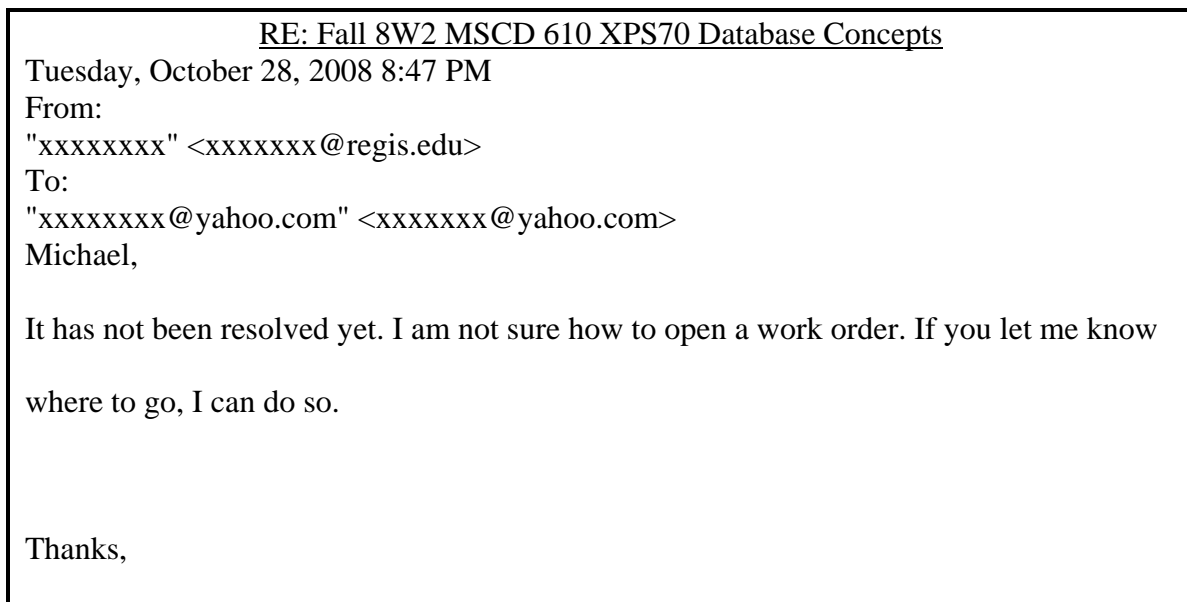 RE: Fall 8W2 MSCD 610 XPS70 Database Concepts
Tuesday, October 28, 2008 8:47 PM
From:
"xxxxxxxx" <xxxxxxx@regis.edu>
To:
"xxxxxxxx@yahoo.com" <xxxxxxx@yahoo.com>
Michael,
It has not been resolved yet. I am not sure how to open a work order. If you let me know
where to go, I can do so.
Thanks,